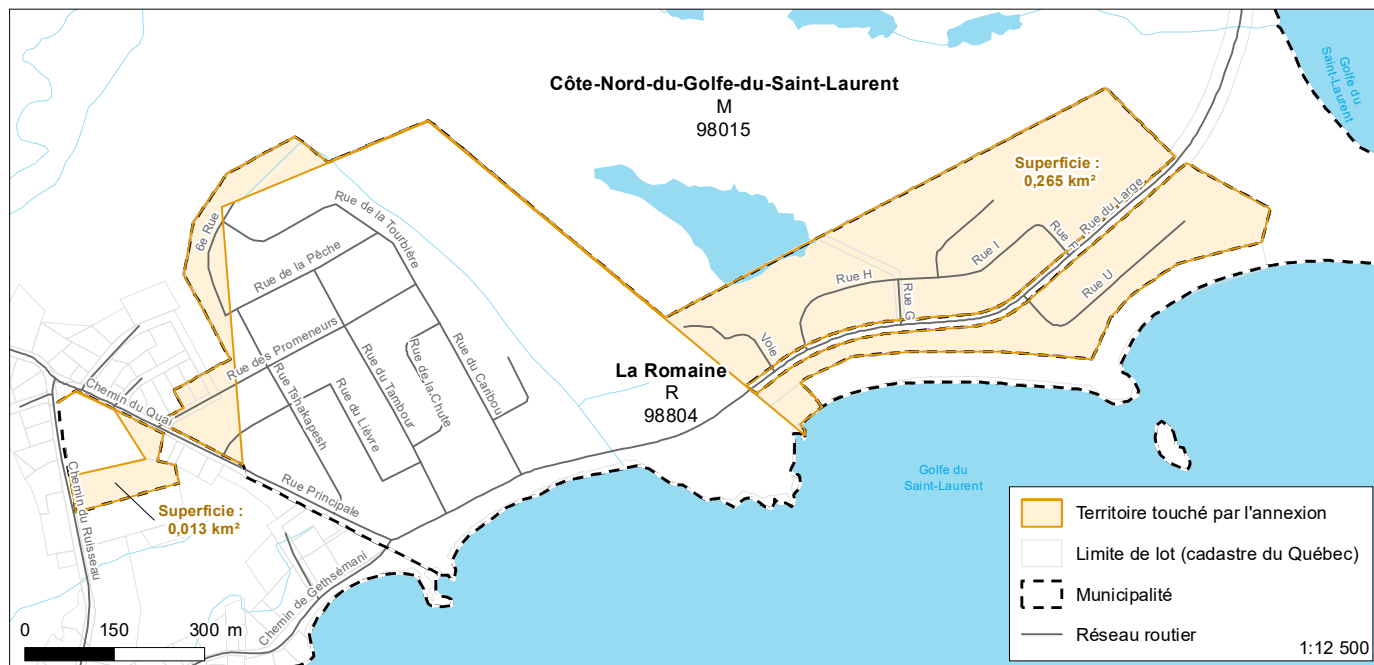 Côte-Nord-du-Golfe-du-Saint-Laurent
M
98015
Golfe du
Saint-Laurent
Superficie :
0,265 km²
Rue du Large
Rue F
Rue I
Rue H
Rue G
Rue U
Voie
6e Rue
Rue de la Tourbière
Rue de la Pêche
Rue des Promeneurs
Rue du Caribou
Rue de la Chute
Rue du Tambour
Rue du Lièvre
Rue Tshakapesh
La Romaine
R
98804
Chemin du Quai
Rue Principale
Chemin du Ruisseau
Superficie :
0,013 km²
Chemin de Gethsémani
Golfe du
Saint-Laurent
0 150 300 m
Territoire touché par l'annexion
Limite de lot (cadastre du Québec)
Municipalité
Réseau routier
1:12 500